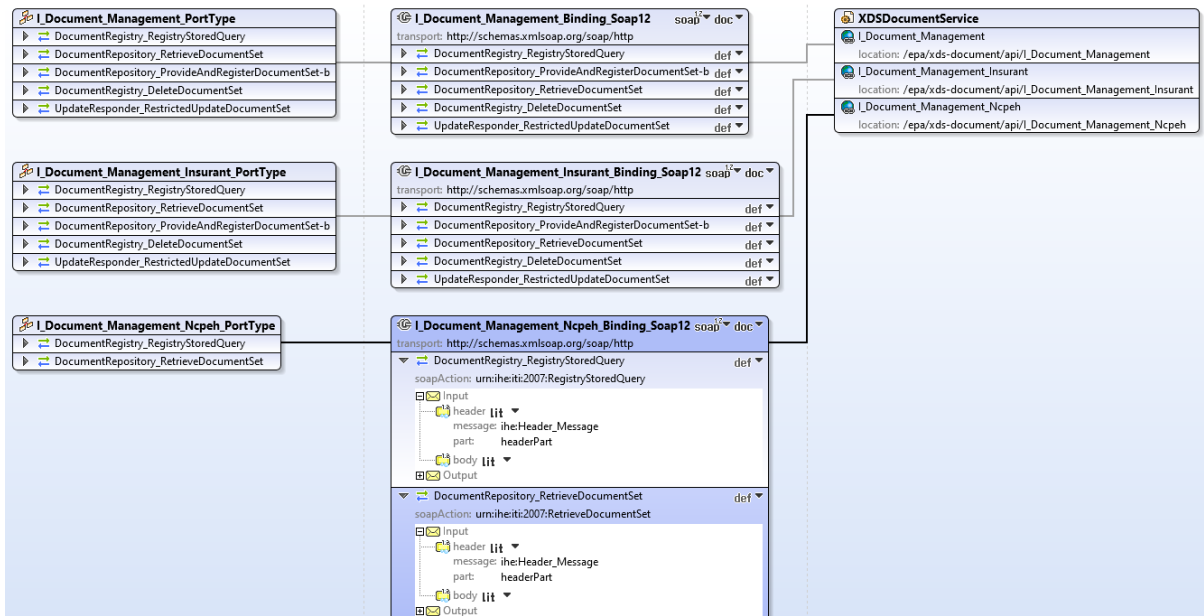 I_Document_Management_PortType
DocumentRegistry_RegistryStoredQuery
DocumentRepository_RetrieveDocumentSet
DocumentRepository_ProvideAndRegisterDocumentSet-b
DocumentRegistry_DeleteDocumentSet
UpdateResponder_RestrictedUpdateDocumentSet
I_Document_Management_Insurant_PortType
DocumentRegistry_RegistryStoredQuery
DocumentRepository_RetrieveDocumentSet
DocumentRepository_ProvideAndRegisterDocumentSet-b
DocumentRegistry_DeleteDocumentSet
UpdateResponder_RestrictedUpdateDocumentSet
I_Document_Management_Ncpeh_PortType
DocumentRegistry_RegistryStoredQuery
DocumentRepository_RetrieveDocumentSet
I_Document_Management_Binding_Soap12 soap12 doc
transport: http://schemas.xmlsoap.org/soap/http
DocumentRegistry_RegistryStoredQuery def
DocumentRepository_ProvideAndRegisterDocumentSet-b def
DocumentRepository_RetrieveDocumentSet def
DocumentRegistry_DeleteDocumentSet def
UpdateResponder_RestrictedUpdateDocumentSet def
I_Document_Management_Insurant_Binding_Soap12 soap12 doc
transport: http://schemas.xmlsoap.org/soap/http
DocumentRegistry_RegistryStoredQuery def
DocumentRepository_ProvideAndRegisterDocumentSet-b def
DocumentRepository_RetrieveDocumentSet def
DocumentRegistry_DeleteDocumentSet def
UpdateResponder_RestrictedUpdateDocumentSet def
I_Document_Management_Ncpeh_Binding_Soap12 soap12 doc
transport: http://schemas.xmlsoap.org/soap/http
DocumentRegistry_RegistryStoredQuery def
soapAction: urn:ihe:iti:2007:RegistryStoredQuery
Input
header lit
message: ihe:Header_Message
part: headerPart
body lit
Output
DocumentRepository_RetrieveDocumentSet def
soapAction: urn:ihe:iti:2007:RetrieveDocumentSet
Input
header lit
message: ihe:Header_Message
part: headerPart
body lit
Output
XDSDocumentService
I_Document_Management
location: /epa/xds-document/api/I_Document_Management
I_Document_Management_Insurant
location: /epa/xds-document/api/I_Document_Management_Insurant
I_Document_Management_Ncpeh
location: /epa/xds-document/api/I_Document_Management_Ncpeh